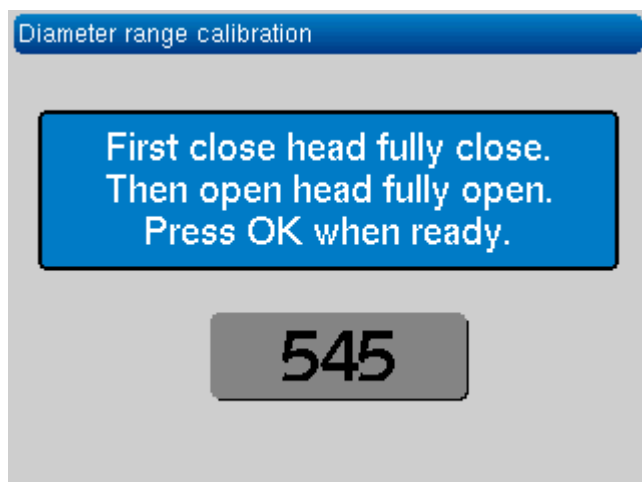 Diameter range calibration
First close head fully close.
Then open head fully open.
Press OK when ready.
545